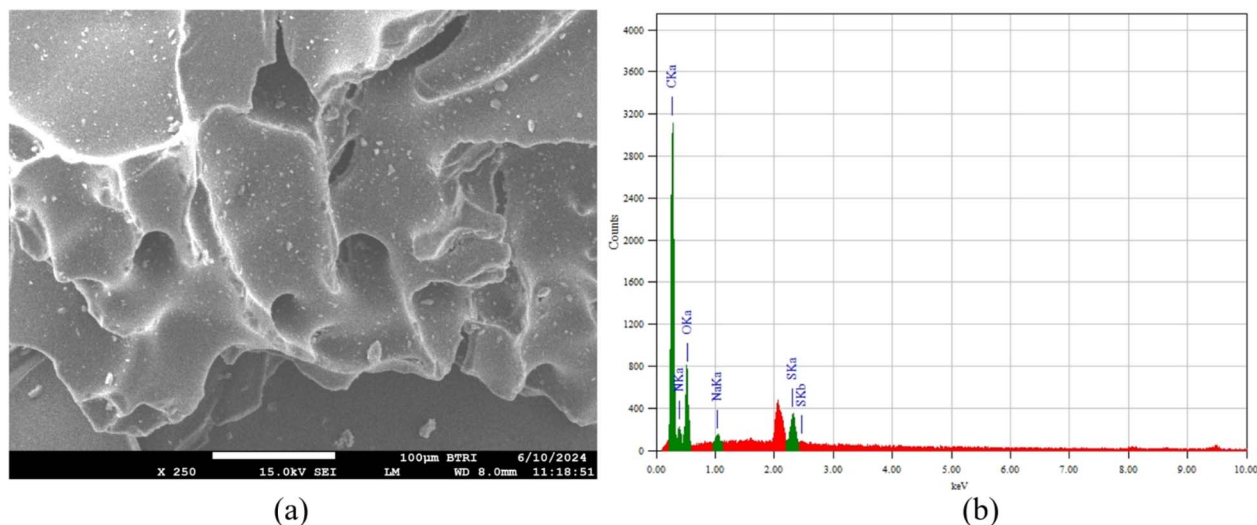 100μm BTRI 6/10/2024
X 250 15.0kV SEI LM WD 8.0mm 11:18:51
(a)
4000
3600
3200
2800
2400
2000
1600
1200
800
400
0
Counts
CKa
NKa
OKa
NaKa
SKa
SKb
0.00 1.00 2.00 3.00 4.00 5.00 6.00 7.00 8.00 9.00 10.00
keV
(b)